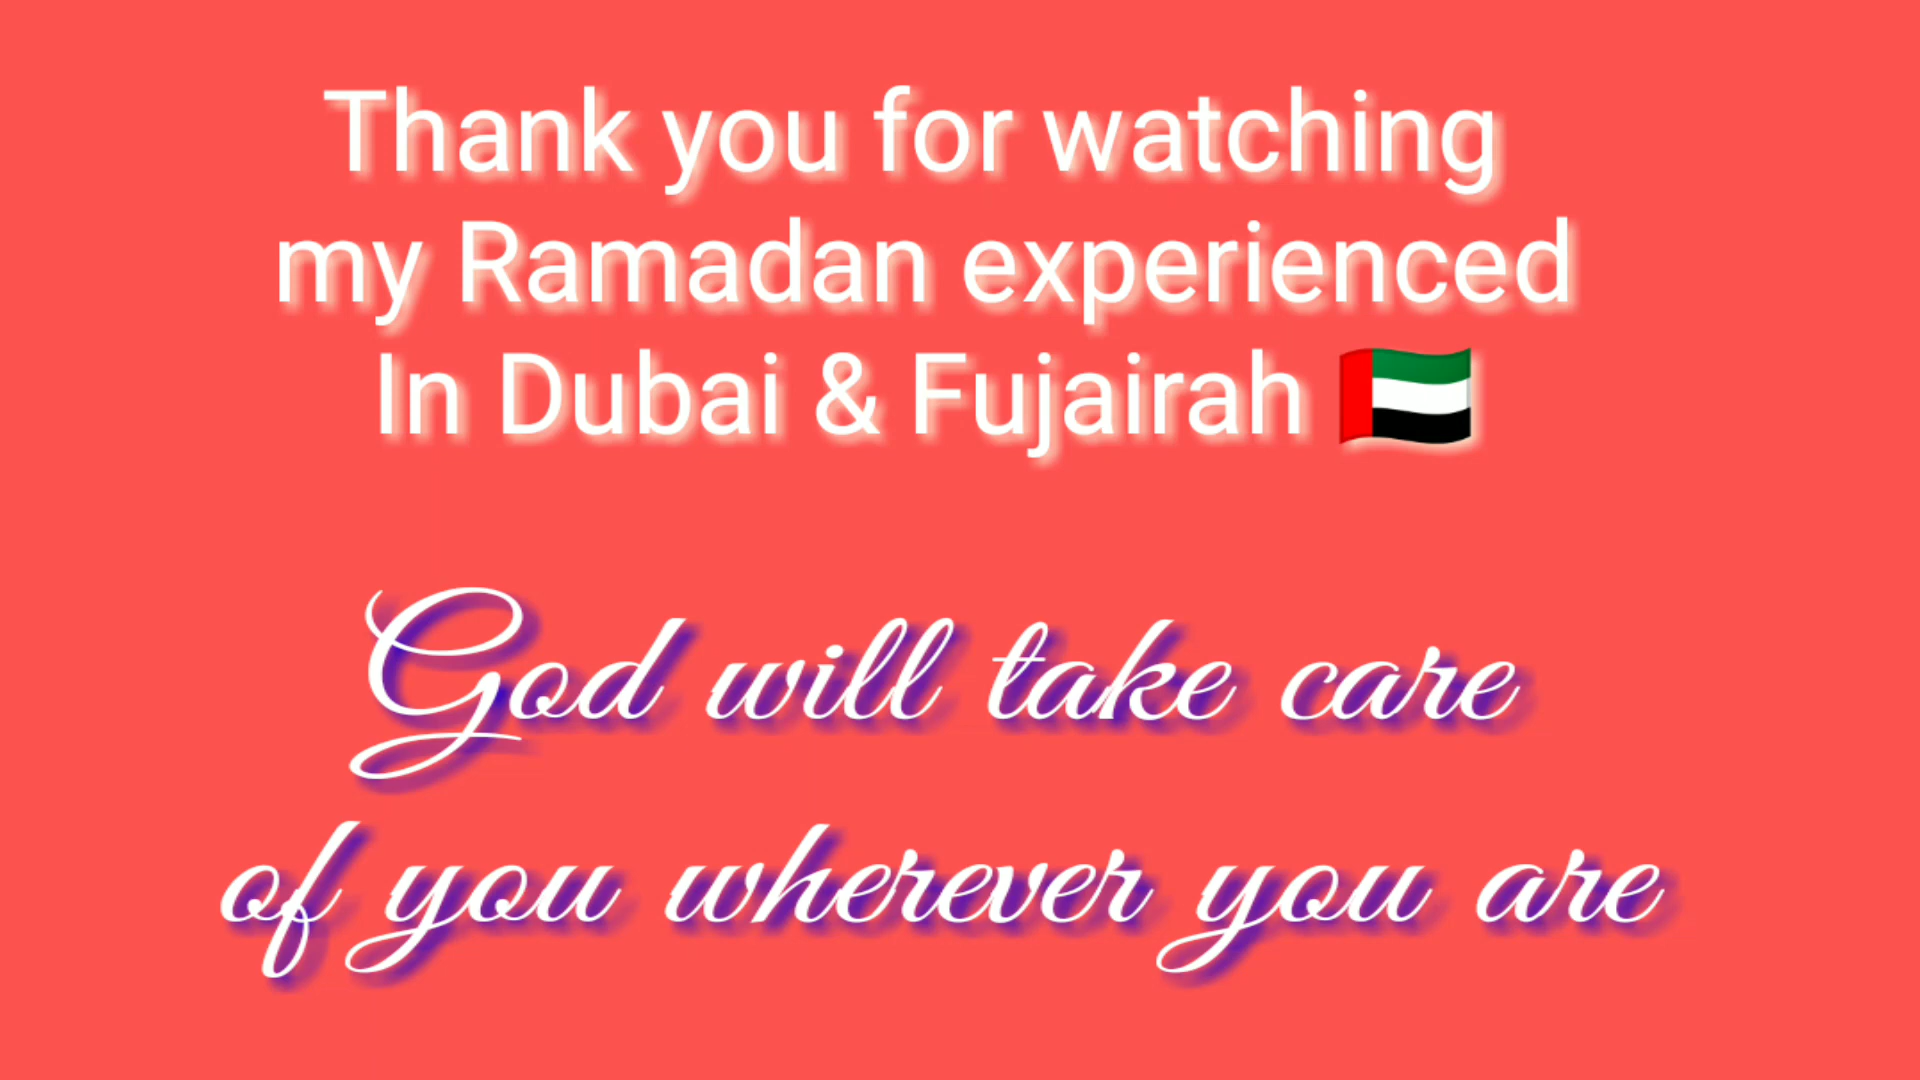 Thank you for watching
my Ramadan experienced
In Dubai & Fujairah 🇦🇪
God will take care
of you wherever you are